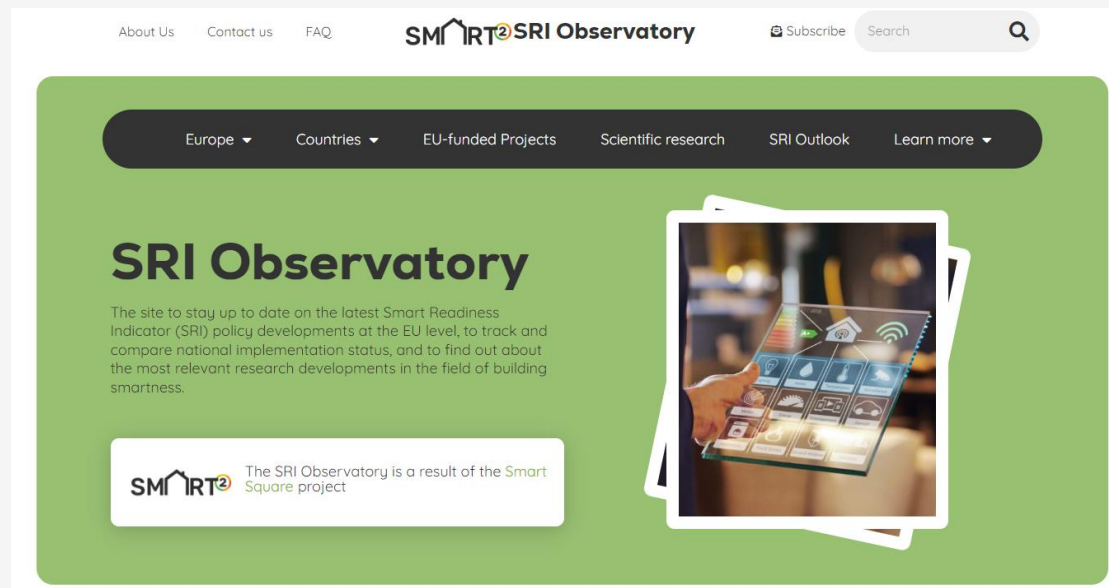 About Us Contact us FAQ SMART² SRI Observatory Subscribe Search
Europe Countries EU-funded Projects Scientific research SRI Outlook Learn more
SRI Observatory
The site to stay up to date on the latest Smart Readiness
Indicator (SRI) policy developments at the EU level, to track and
compare national implementation status, and to find out about
the most relevant research developments in the field of building
smartness.
SMART² The SRI Observatory is a result of the Smart
Square project
A+